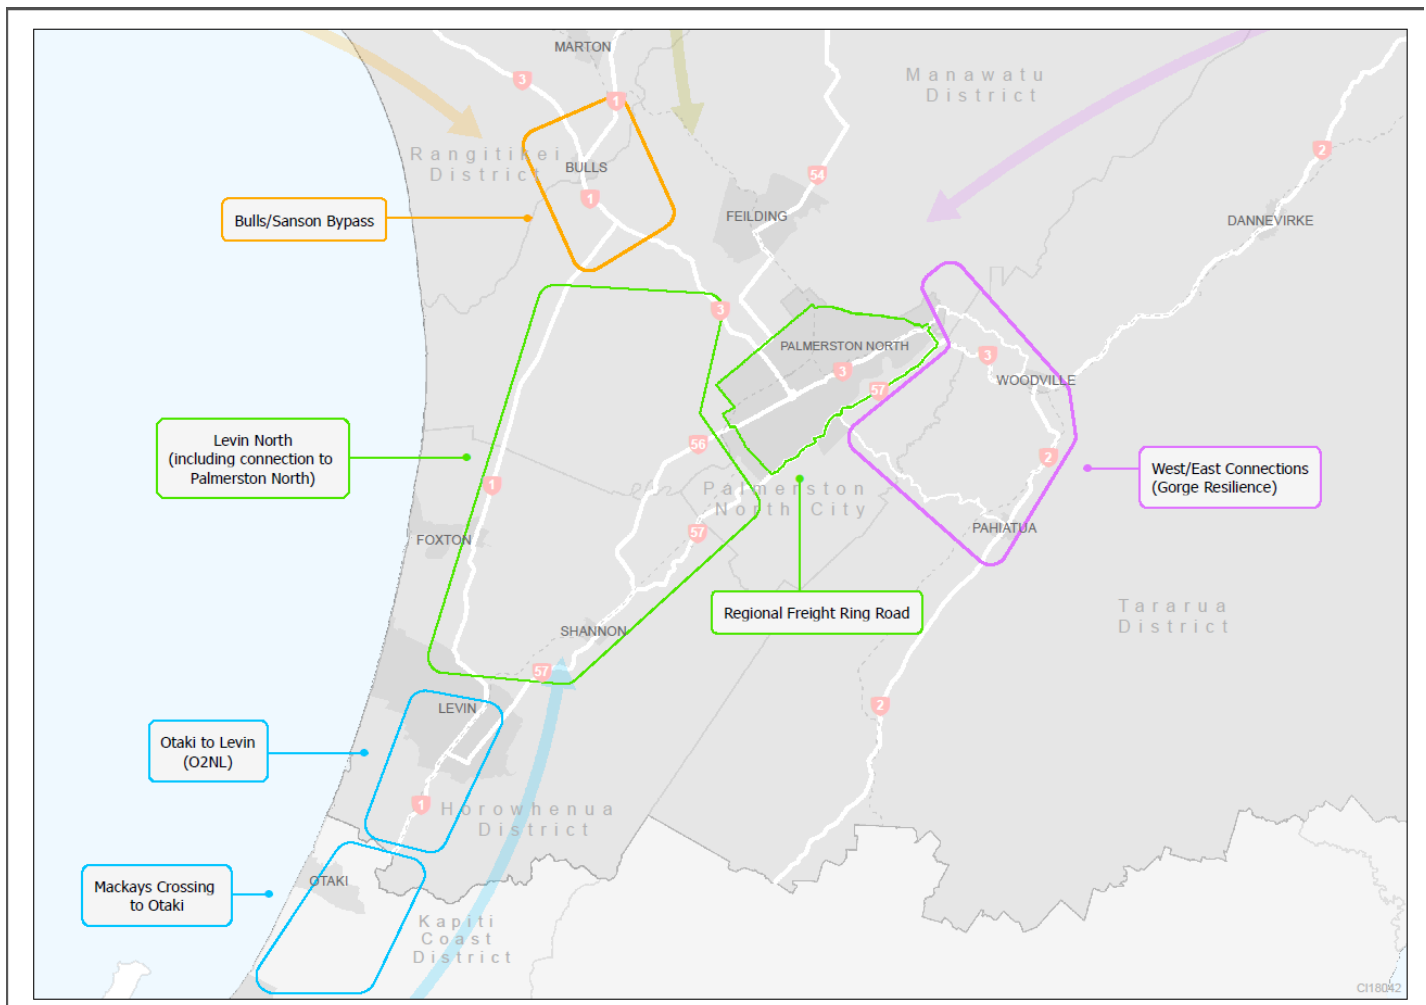 MARTON
3
1
Manawatu
District
2
Rangitikei
District
BULLS
54
1
Bulls/Sanson Bypass
FEILDING
DANNEVIRKE
3
PALMERSTON NORTH
3
3
WOODVILLE
57
Levin North
(including connection to
Palmerston North)
56
2
West/East Connections
(Gorge Resilience)
1
Palmerston
North City
FOXTON
57
PAHIATUA
Regional Freight Ring Road
Tararua
District
SHANNON
57
LEVIN
2
Otaki to Levin
(O2NL)
1
Horowhenua
District
Mackays Crossing
to Otaki
OTAKI
Kapiti
Coast
District
CI18042